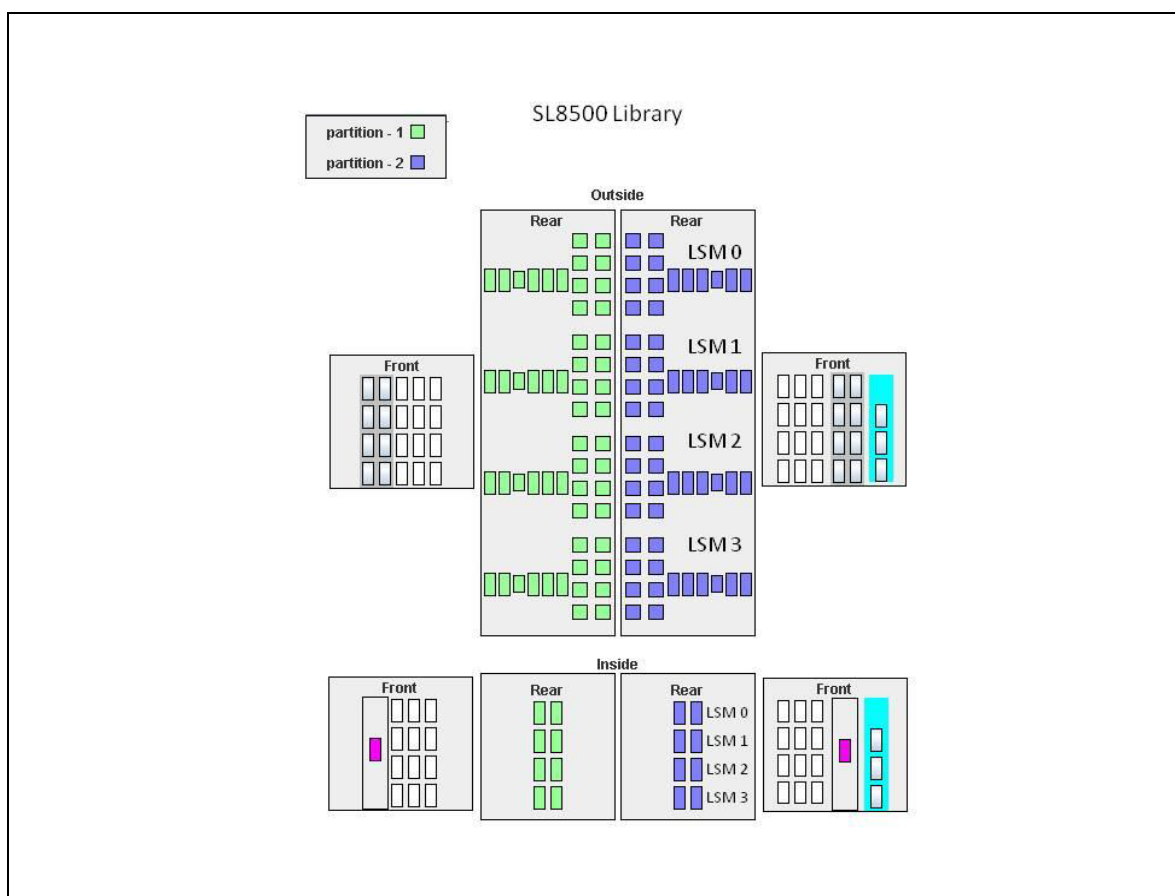 SL8500 Library
partition - 1
partition - 2
Outside
Rear
Rear
LSM 0
LSM 1
Front
Front
LSM 2
LSM 3
Inside
Front
Rear
Rear
Front
LSM 0
LSM 1
LSM 2
LSM 3